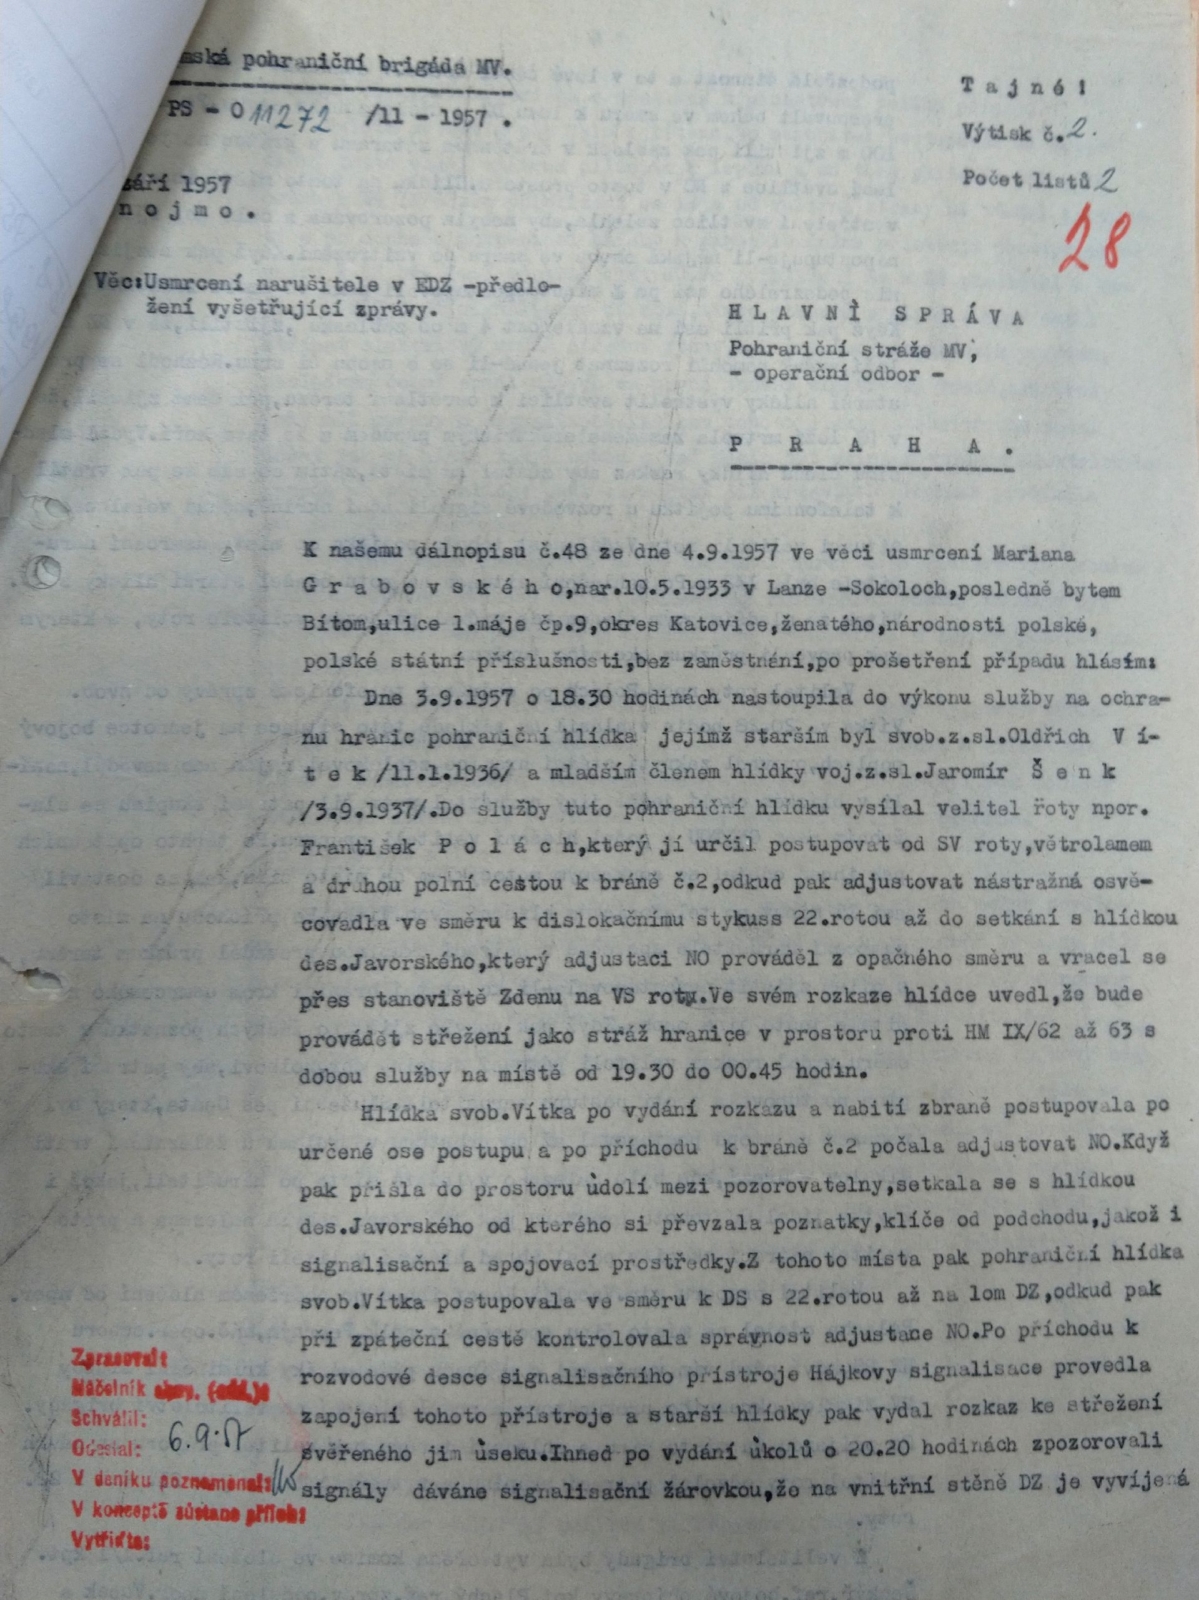 mská pohraniční brigáda MV.
PS - 011272 /11 - 1957 .
září 1957
n o j m o .
T a j n é !
Výtisk č.2.
Počet listů 2
28
Věc:Usmrcení narušitele v EDZ -předlo-
žení vyšetřující zprávy.
H L A V N Ì  S P R Á V A
Pohraniční stráže MV,
- operační odbor -
P R A H A .
K našemu dálnopisu č.48 ze dne 4.9.1957 ve věci usmrcení Mariana
G r a b o v s k é h o,nar.10.5.1933 v Lanze -Sokoloch,posledně bytem
Bítom,ulice 1.máje čp.9,okres Katovice,ženatého,národnosti polské,
polské státní příslušnosti,bez zaměstnání,po prošetření případu hlásím:
Dne 3.9.1957 o 18.30 hodinách nastoupila do výkonu služby na ochra-
nu hranic pohraniční hlídka jejímž starším byl svob.z.sl.Oldřich V í-
t e k /11.1.1936/ a mladším členem hlídky voj.z.sl.Jaromír Š e n k
/3.9.1937/.Do služby tuto pohraniční hlídku vysílal velitel roty npor.
František P o l á c h,který jí určil postupovat od SV roty,větrolamem
a druhou polní cestou k bráně č.2,odkud pak adjustovat nástražná osvě-
covadla ve směru k dislokačnímu stykuss 22.rotou až do setkání s hlídkou
des.Javorského,který adjustaci NO prováděl z opačného směru a vracel se
přes stanoviště Zdenu na VS roty.Ve svém rozkaze hlídce uvedl,že bude
provádět střežení jako stráž hranice v prostoru proti HM IX/62 až 63 s
dobou služby na místě od 19.30 do 00.45 hodin.
Hlídka svob.Vítka po vydání rozkazu a nabití zbraně postupovala po
určené ose postupu a po příchodu k bráně č.2 počala adjustovat NO.Když
pak přišla do prostoru ùdolí mezi pozorovatelny,setkala se s hlídkou
des.Javorského od kterého si převzala poznatky,klíče od podchodu,jakož i
signalisační a spojovací prostředky.Z tohoto místa pak pohraniční hlídka
svob.Vítka postupovala ve směru k DS s 22.rotou až na lom DZ,odkud pak
při zpáteční cestě kontrolovala správnost adjustace NO.Po příchodu k
rozvodové desce signalisačního prístroje Hájkovy signalisace provedla
zapojení tohoto přístroje a starší hlídky pak vydal rozkaz ke střežení
svěřeného jim ùseku.Ihned po vydání ùkolů o 20.20 hodinách zpozorovali
signály dáváne signalisační žárovkou,že na vnitřní stěně DZ je vyvíjená
Zpracoval:
Náčelník
Schválil:
Odeslal: 6.9.57
V deníku poznamenal:
V konceptě zůstane příloh:
Vytřiďte: